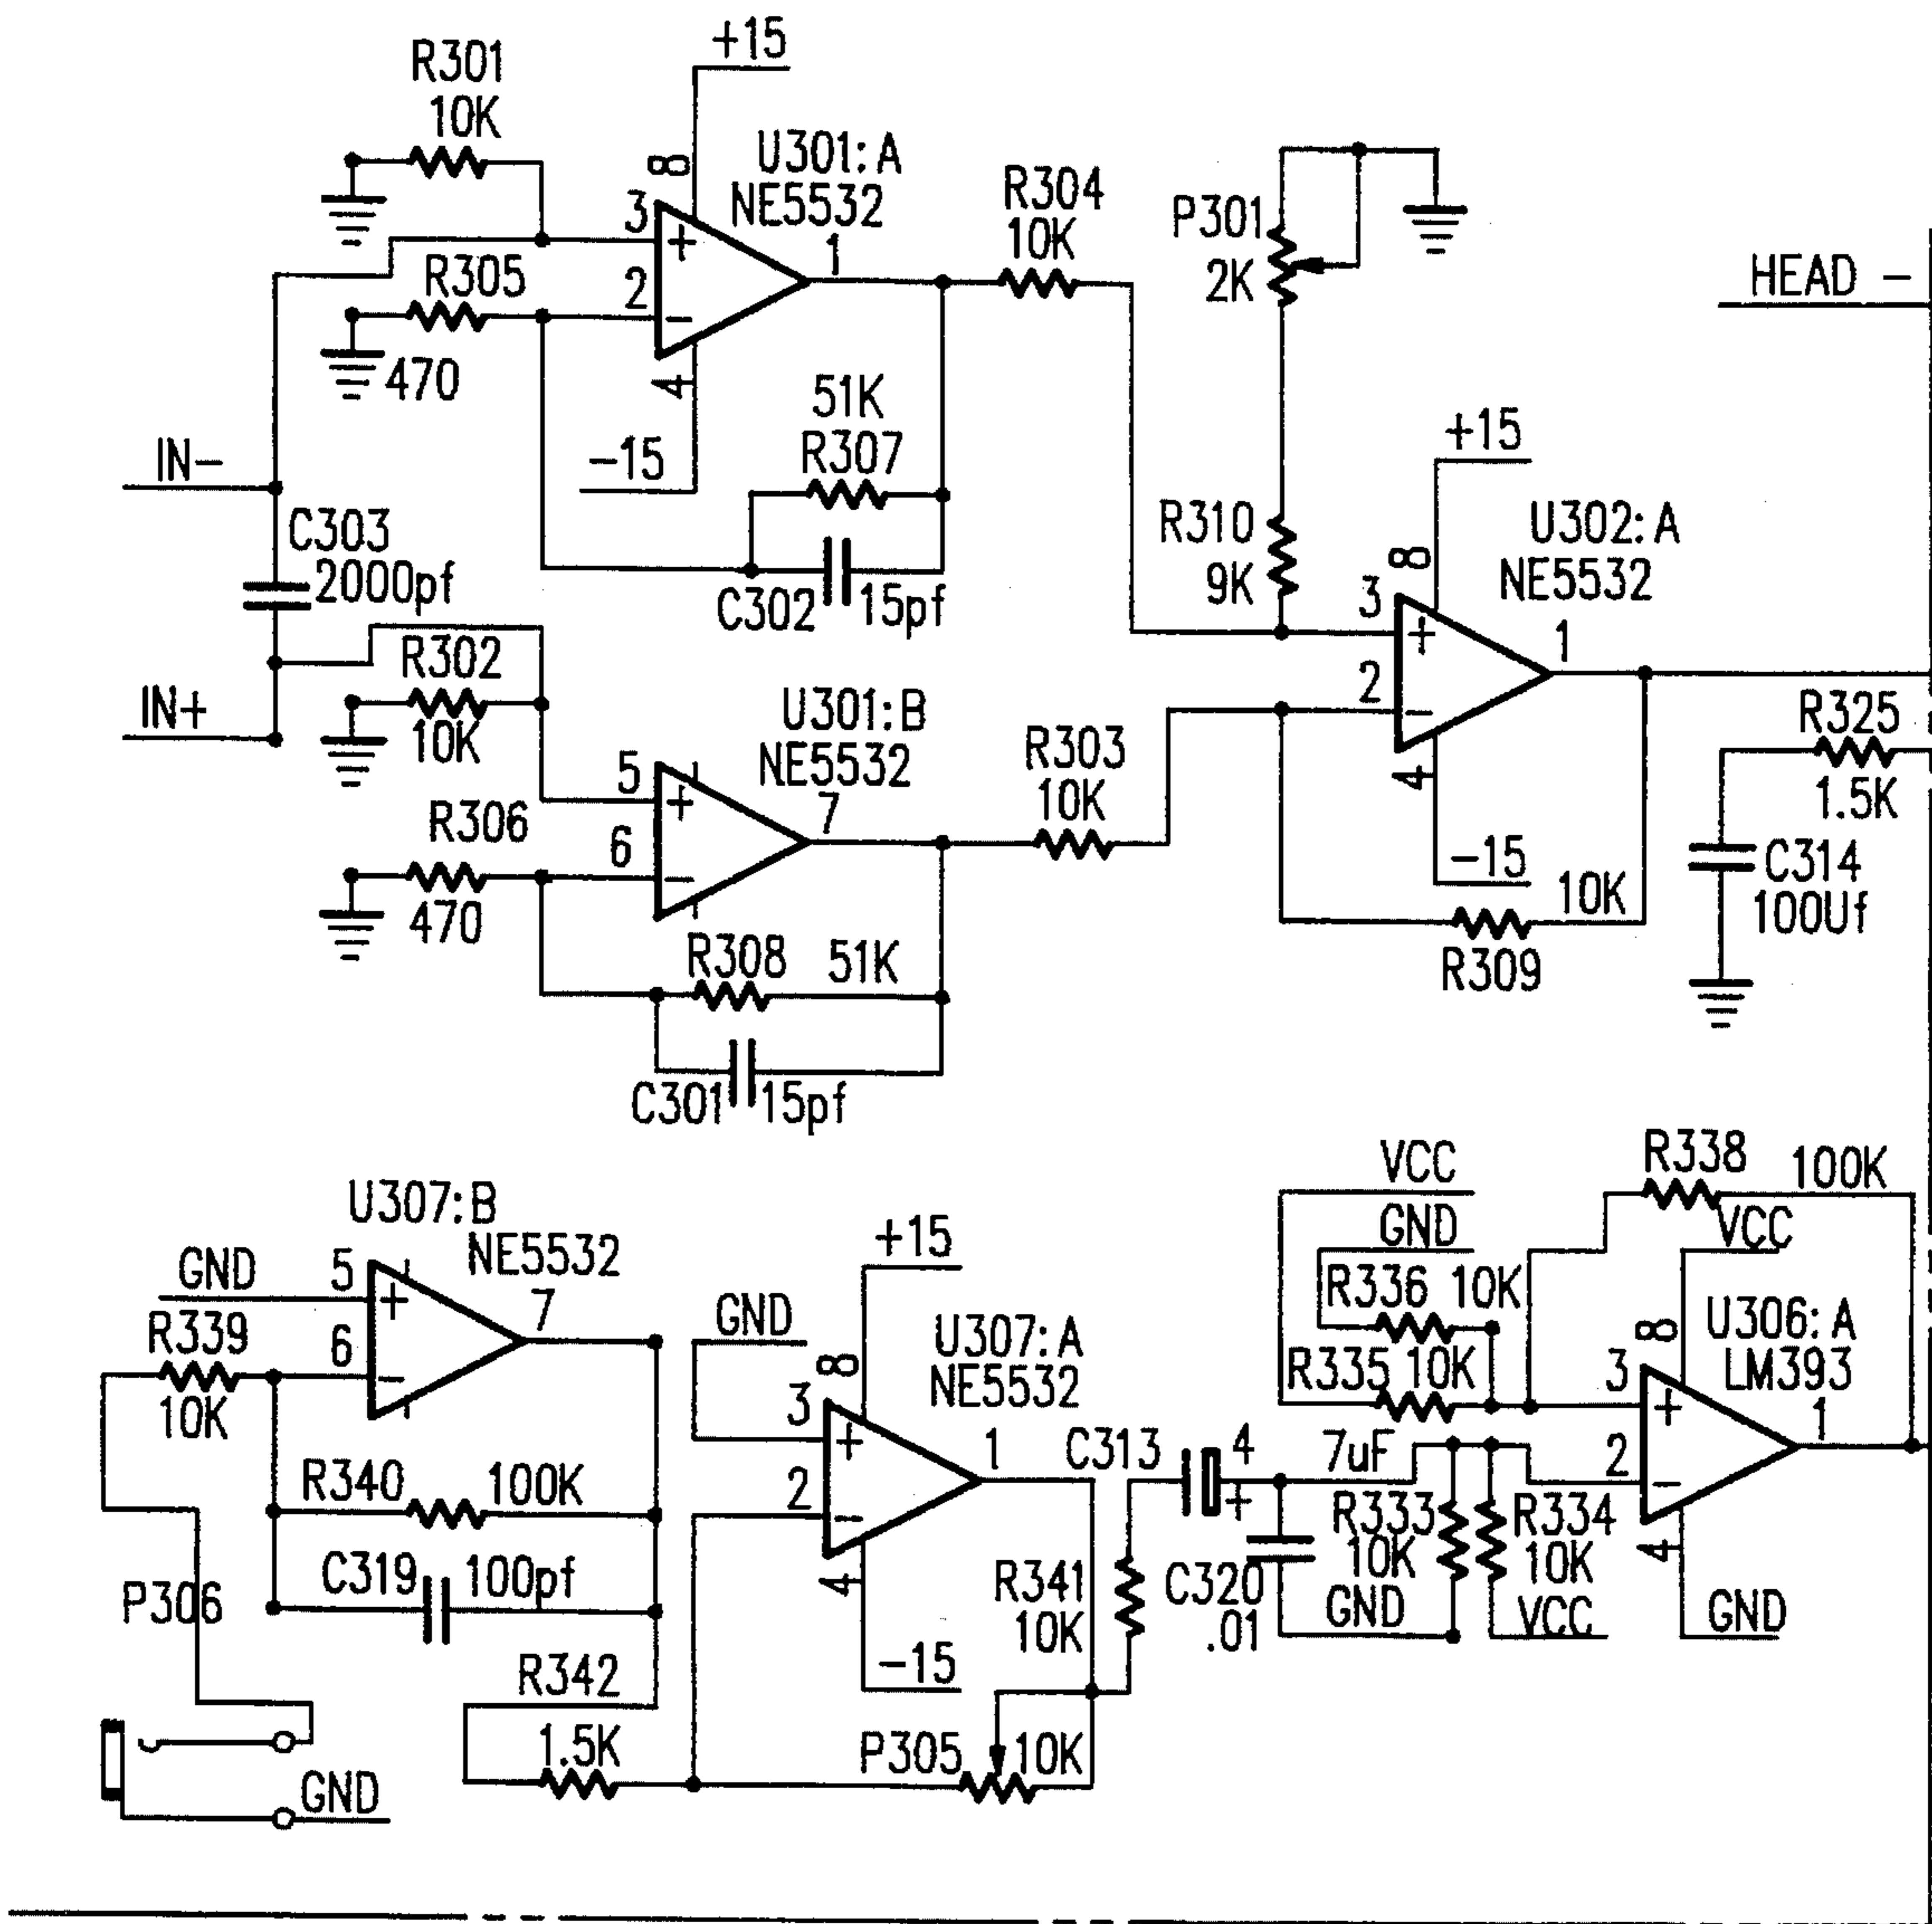 R301
10K
+15
8
U301:A
NE5532
3
+
2
-
1
4
-15
R305
470
51K
R307
C302
15pf
R304
10K
P301
2K
HEAD -
IN-
C303
2000pf
IN+
R310
9K
+15
8
U302:A
NE5532
3
+
2
-
1
4
-15
R302
10K
U301:B
NE5532
5
+
6
-
7
R306
470
R303
10K
R308
51K
C301
15pf
10K
R309
R325
1.5K
C314
100Uf
U307:B
NE5532
GND
5
+
6
-
7
R339
10K
R340
100K
C319
100pf
P306
GND
R342
1.5K
GND
+15
8
U307:A
NE5532
3
+
2
-
1
4
-15
P305
10K
R341
10K
C313
4
7uF
+
C320
.01
VCC
GND
R336
10K
R335
10K
R338
100K
VCC
8
U306:A
LM393
3
+
2
-
1
4
GND
R333
10K
GND
R334
10K
VCC